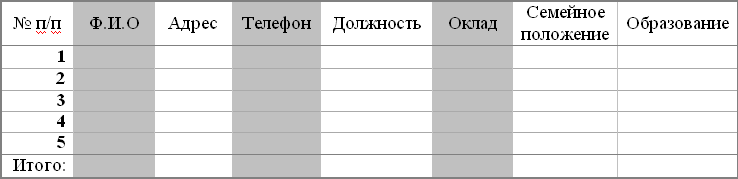 № п/п Ф.И.О Адрес Телефон Должность Оклад Семейное положение Образование
1
2
3
4
5
Итого: